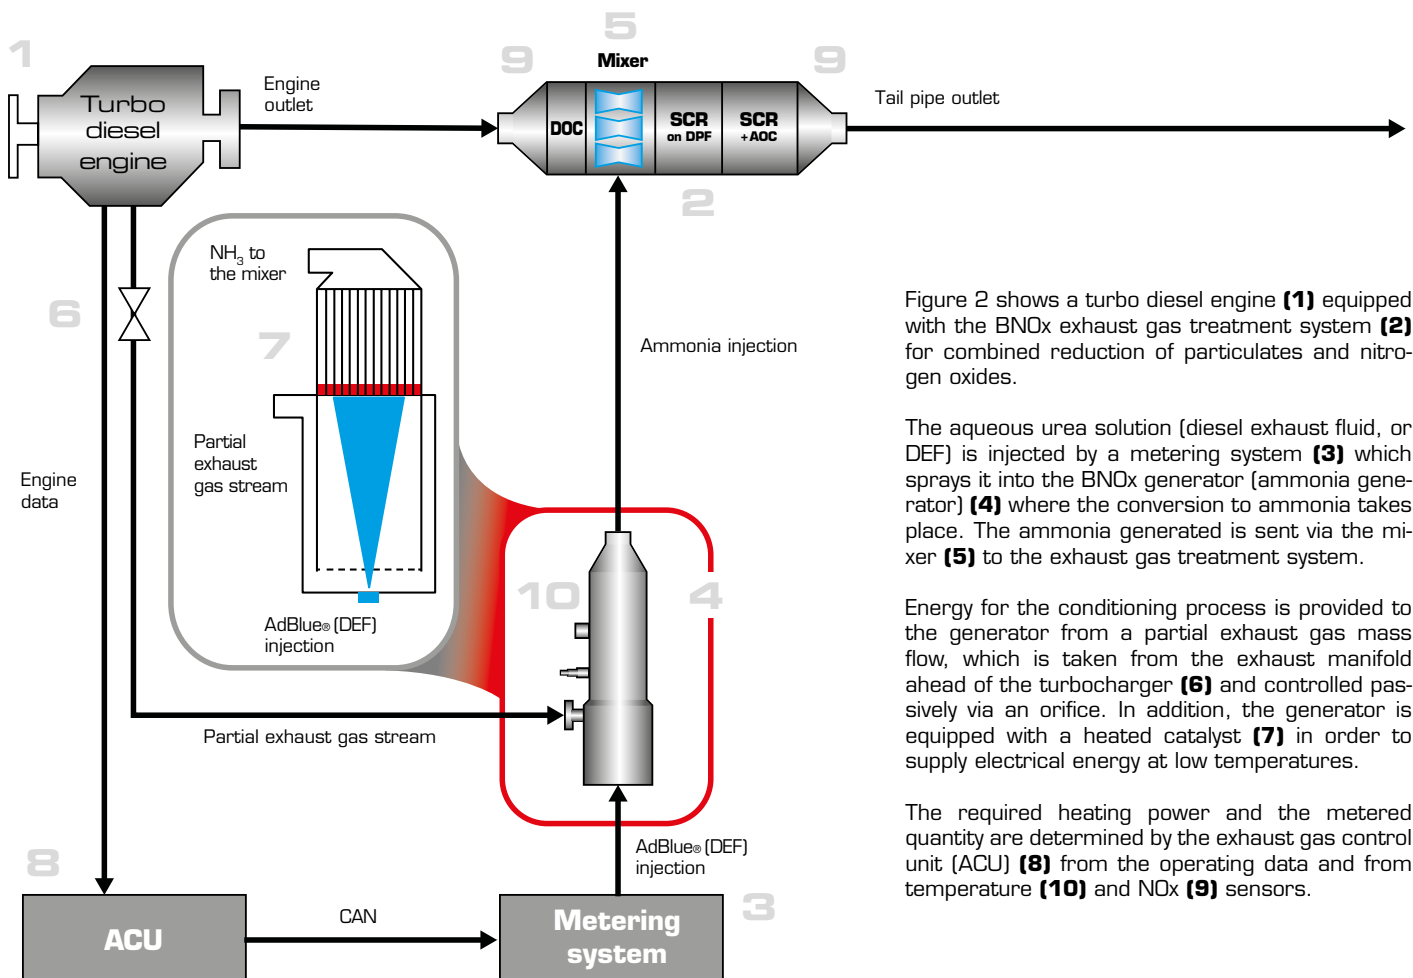 1
Turbo
diesel
engine
Engine
outlet
9
5
Mixer
9
DOC
SCR
on DPF
SCR
+AOC
Tail pipe outlet
2
6
NH3 to
the mixer
7
Partial
exhaust
gas stream
AdBlue® (DEF)
injection
Engine
data
Ammonia injection
10
4
Partial exhaust gas stream
AdBlue® (DEF)
injection
8
ACU
CAN
Metering
system
3
Figure 2 shows a turbo diesel engine (1) equipped
with the BNOx exhaust gas treatment system (2)
for combined reduction of particulates and nitro-
gen oxides.
The aqueous urea solution (diesel exhaust fluid, or
DEF) is injected by a metering system (3) which
sprays it into the BNOx generator (ammonia gene-
rator) (4) where the conversion to ammonia takes
place. The ammonia generated is sent via the mi-
xer (5) to the exhaust gas treatment system.
Energy for the conditioning process is provided to
the generator from a partial exhaust gas mass
flow, which is taken from the exhaust manifold
ahead of the turbocharger (6) and controlled pas-
sively via an orifice. In addition, the generator is
equipped with a heated catalyst (7) in order to
supply electrical energy at low temperatures.
The required heating power and the metered
quantity are determined by the exhaust gas control
unit (ACU) (8) from the operating data and from
temperature (10) and NOx (9) sensors.